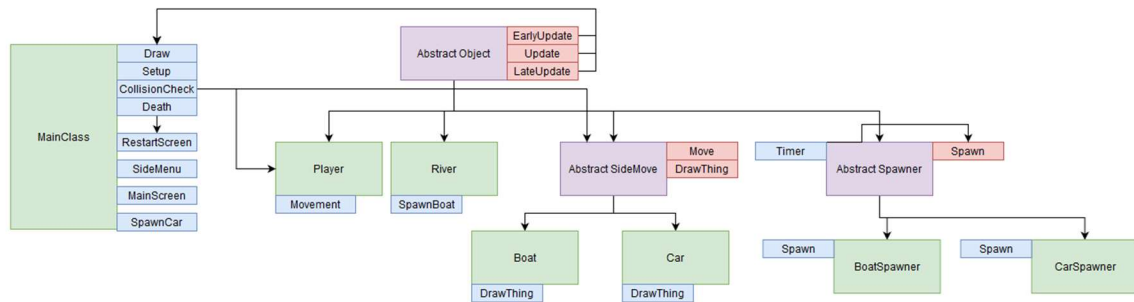 MainClass
Draw
Setup
CollisionCheck
Death
RestartScreen
SideMenu
MainScreen
SpawnCar
Abstract Object
EarlyUpdate
Update
LateUpdate
Player
Movement
River
SpawnBoat
Abstract SideMove
Move
DrawThing
Timer
Abstract Spawner
Spawn
Boat
DrawThing
Car
DrawThing
Spawn
BoatSpawner
Spawn
CarSpawner